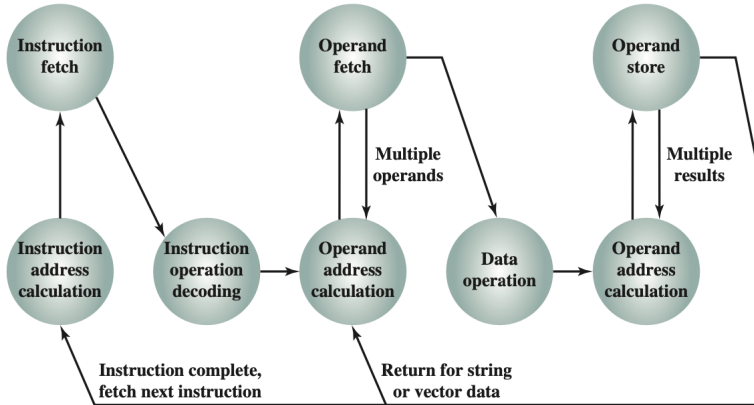 Instruction
fetch
Operand
fetch
Operand
store
Multiple
operands
Multiple
results
Instruction
address
calculation
Instruction
operation
decoding
Operand
address
calculation
Data
operation
Operand
address
calculation
Instruction complete,
fetch next instruction
Return for string
or vector data